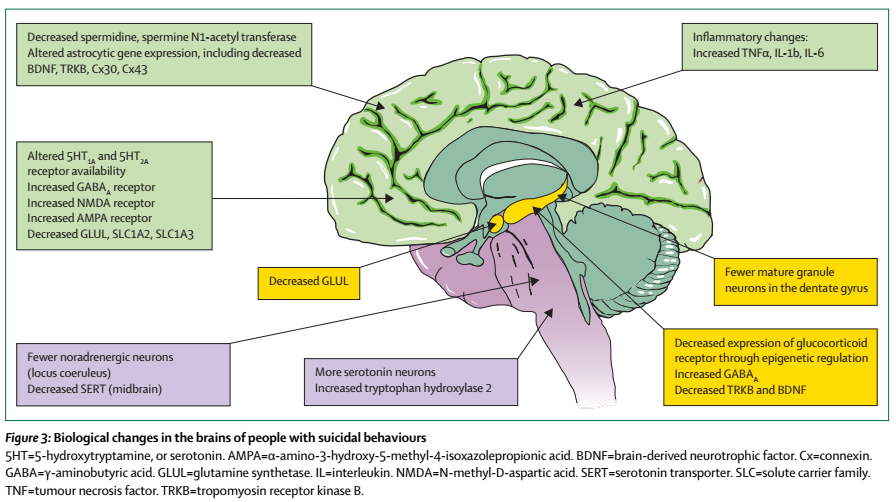 Decreased spermidine, spermine N1-acetyl transferase
Altered astrocytic gene expression, including decreased
BDNF, TRKB, Cx30, Cx43
Inflammatory changes:
Increased TNFα, IL-1b, IL-6
Altered 5HT1A and 5HT2A
receptor availability
Increased GABAA receptor
Increased NMDA receptor
Increased AMPA receptor
Decreased GLUL, SLC1A2, SLC1A3
Decreased GLUL
Fewer mature granule
neurons in the dentate gyrus
Fewer noradrenergic neurons
(locus coeruleus)
Decreased SERT (midbrain)
More serotonin neurons
Increased tryptophan hydroxylase 2
Decreased expression of glucocorticoid
receptor through epigenetic regulation
Increased GABAA
Decreased TRKB and BDNF
Figure 3: Biological changes in the brains of people with suicidal behaviours
5HT=5-hydroxytryptamine, or serotonin. AMPA=α-amino-3-hydroxy-5-methyl-4-isoxazolepropionic acid. BDNF=brain-derived neurotrophic factor. Cx=connexin.
GABA=γ-aminobutyric acid. GLUL=glutamine synthetase. IL=interleukin. NMDA=N-methyl-D-aspartic acid. SERT=serotonin transporter. SLC=solute carrier family.
TNF=tumour necrosis factor. TRKB=tropomyosin receptor kinase B.